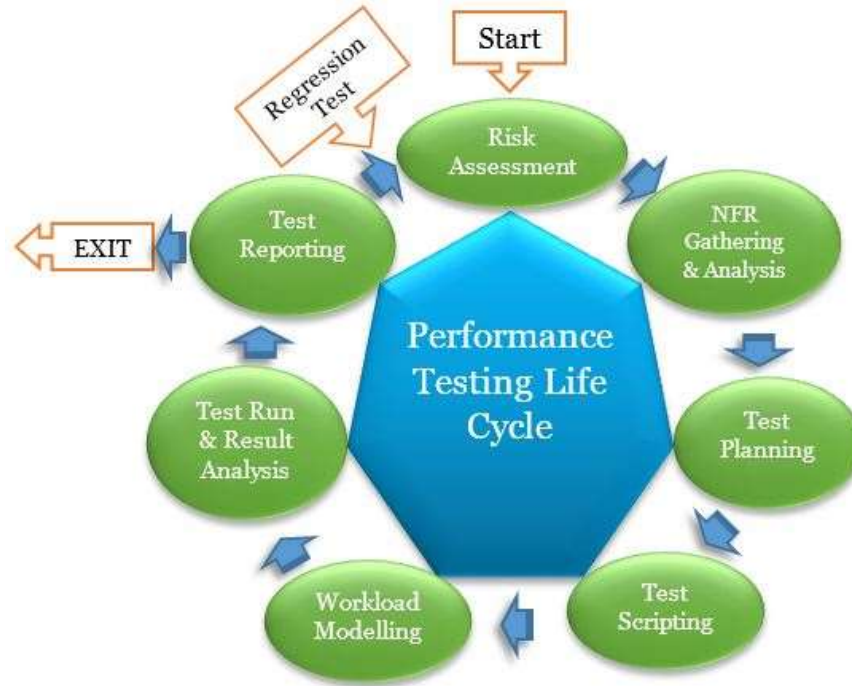 Start
Regression
Test
Risk
Assessment
NFR
Gathering
& Analysis
Test
Planning
Test
Scripting
Workload
Modelling
Test Run
& Result
Analysis
Test
Reporting
EXIT
Performance
Testing Life
Cycle